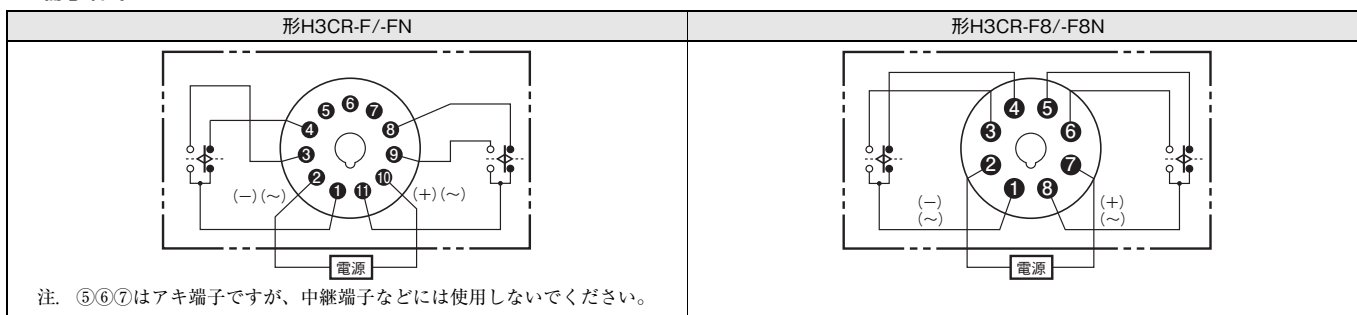 形H3CR-F/-FN
形H3CR-F8/-F8N
❻
❺ ❼
❹ ❽
❸ ❾
❷ ❿
❶ ⓫
(−)(~) (+)(~)
電源
注. ⑤⑥⑦はアキ端子ですが、中継端子などには使用しないでください。
❹ ❺
❸ ❻
❷ ❼
❶ ❽
(−) (+)
(~) (~)
電源